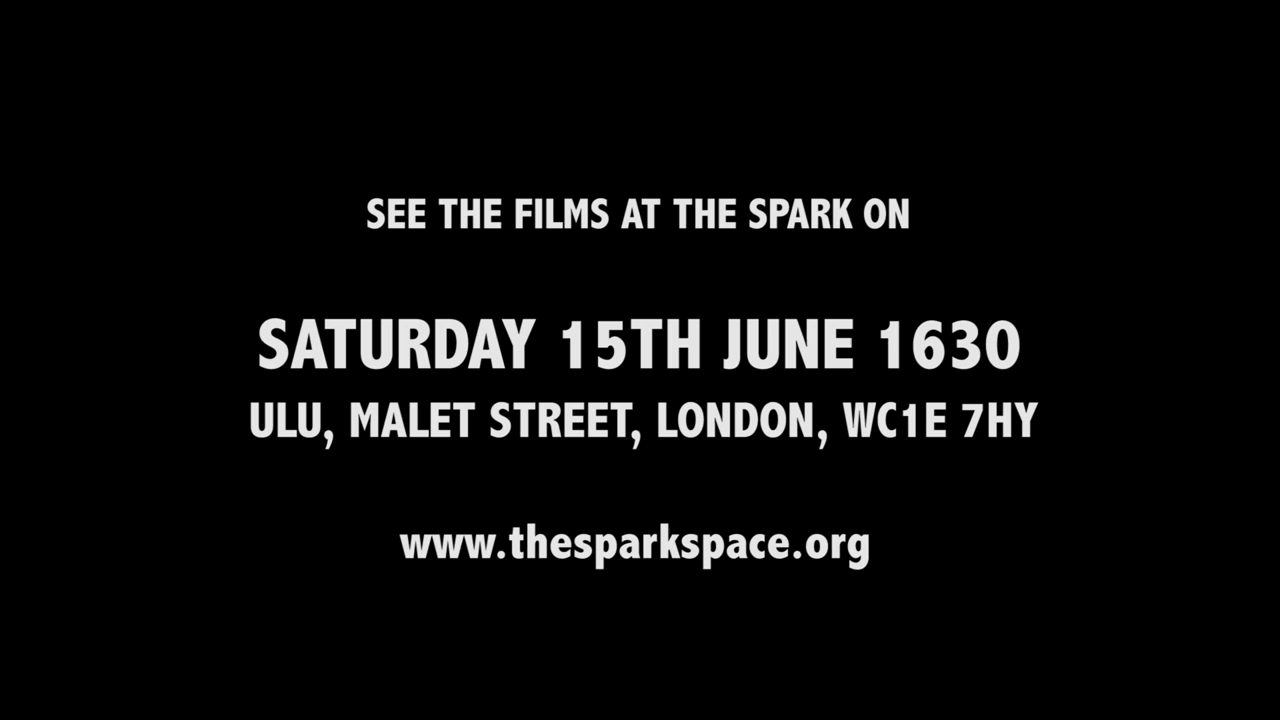 SEE THE FILMS AT THE SPARK ON
SATURDAY 15TH JUNE 1630
ULU, MALET STREET, LONDON, WC1E 7HY
www.thesparkspace.org